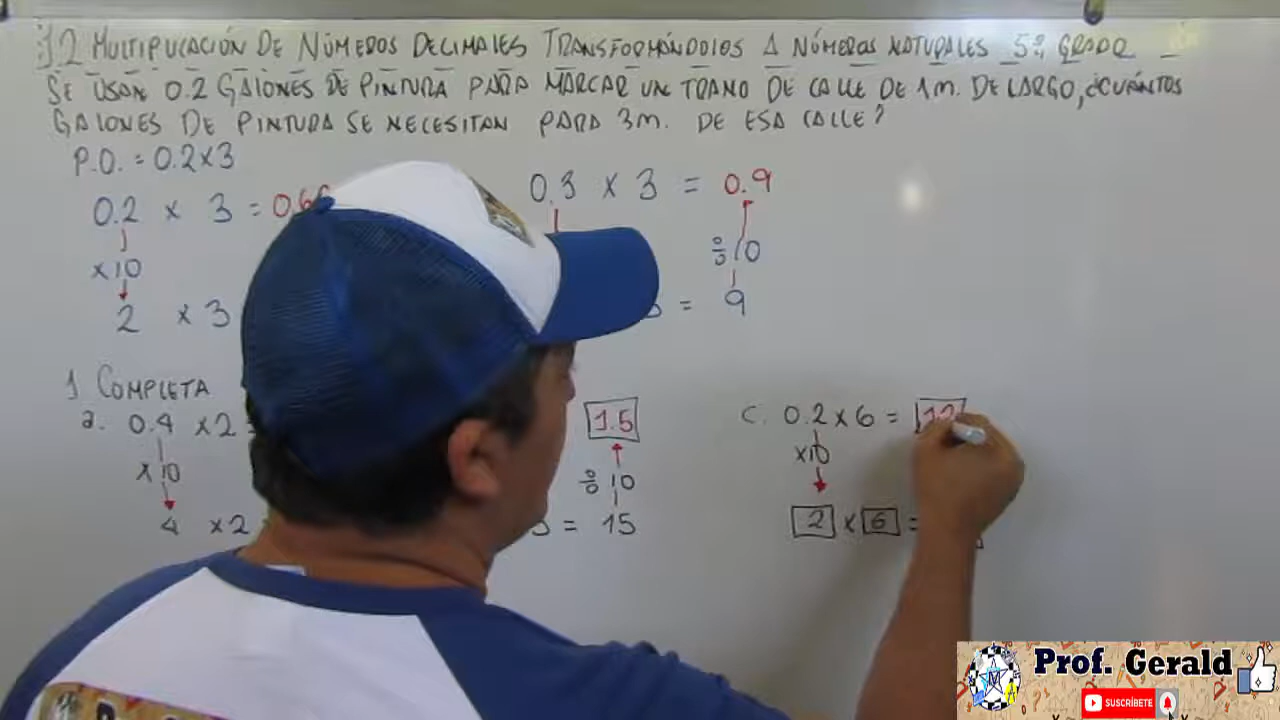 1.2 MULTIPLICACIÓN DE NÚMEROS DECIMALES TRANSFORMÁNDOLOS A NÚMEROS NATURALES 5º GRADO
SE USAN 0.2 GALONES DE PINTURA PARA MARCAR UN TRAMO DE CALLE DE 1m. DE LARGO, ¿CUÁNTOS
GALONES DE PINTURA SE NECESITAN PARA 3m. DE ESA CALLE?
P.O. = 0.2 x 3
0.2 x 3 = 0.6
x10
2 x 3
0.3 x 3 = 0.9
÷10
= 9
1. COMPLETA
a. 0.4 x 2
x10
4 x 2
1.5
÷10
= 15
c. 0.2 x 6 =
x10
2 x 6 =
Prof. Gerald
SUSCRÍBETE